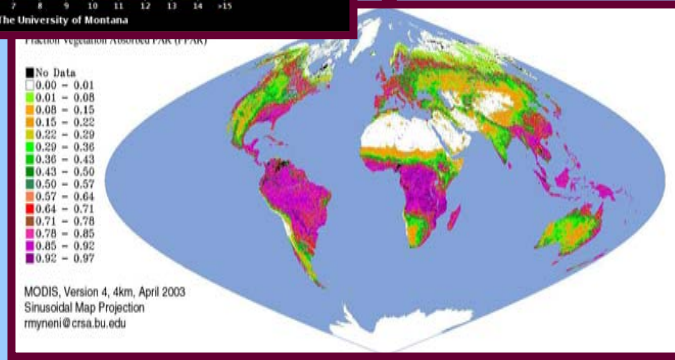 7 8 9 10 11 12 13 14 >15
The University of Montana
Fraction Vegetation Absorbed PAR (FPAR)
No Data
0.00 - 0.01
0.01 - 0.08
0.08 - 0.15
0.15 - 0.22
0.22 - 0.29
0.29 - 0.36
0.36 - 0.43
0.43 - 0.50
0.50 - 0.57
0.57 - 0.64
0.64 - 0.71
0.71 - 0.78
0.78 - 0.85
0.85 - 0.92
0.92 - 0.97
MODIS, Version 4, 4km, April 2003
Sinusoidal Map Projection
rmyneni@crsa.bu.edu